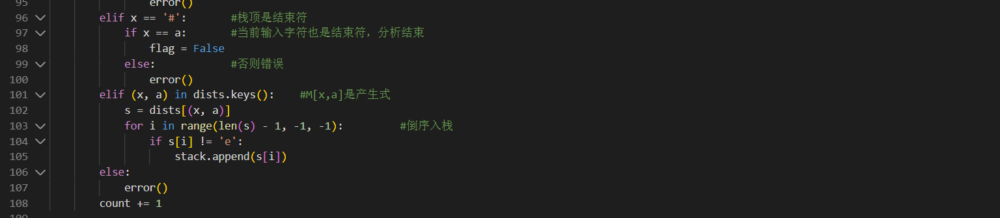 95 error()
96 elif x == '#': #栈顶是结束符
97 if x == a: #当前输入字符也是结束符，分析结束
98 flag = False
99 else: #否则错误
100 error()
101 elif (x, a) in dists.keys(): #M[x,a]是产生式
102 s = dists[(x, a)]
103 for i in range(len(s) - 1, -1, -1): #倒序入栈
104 if s[i] != 'e':
105 stack.append(s[i])
106 else:
107 error()
108 count += 1
109